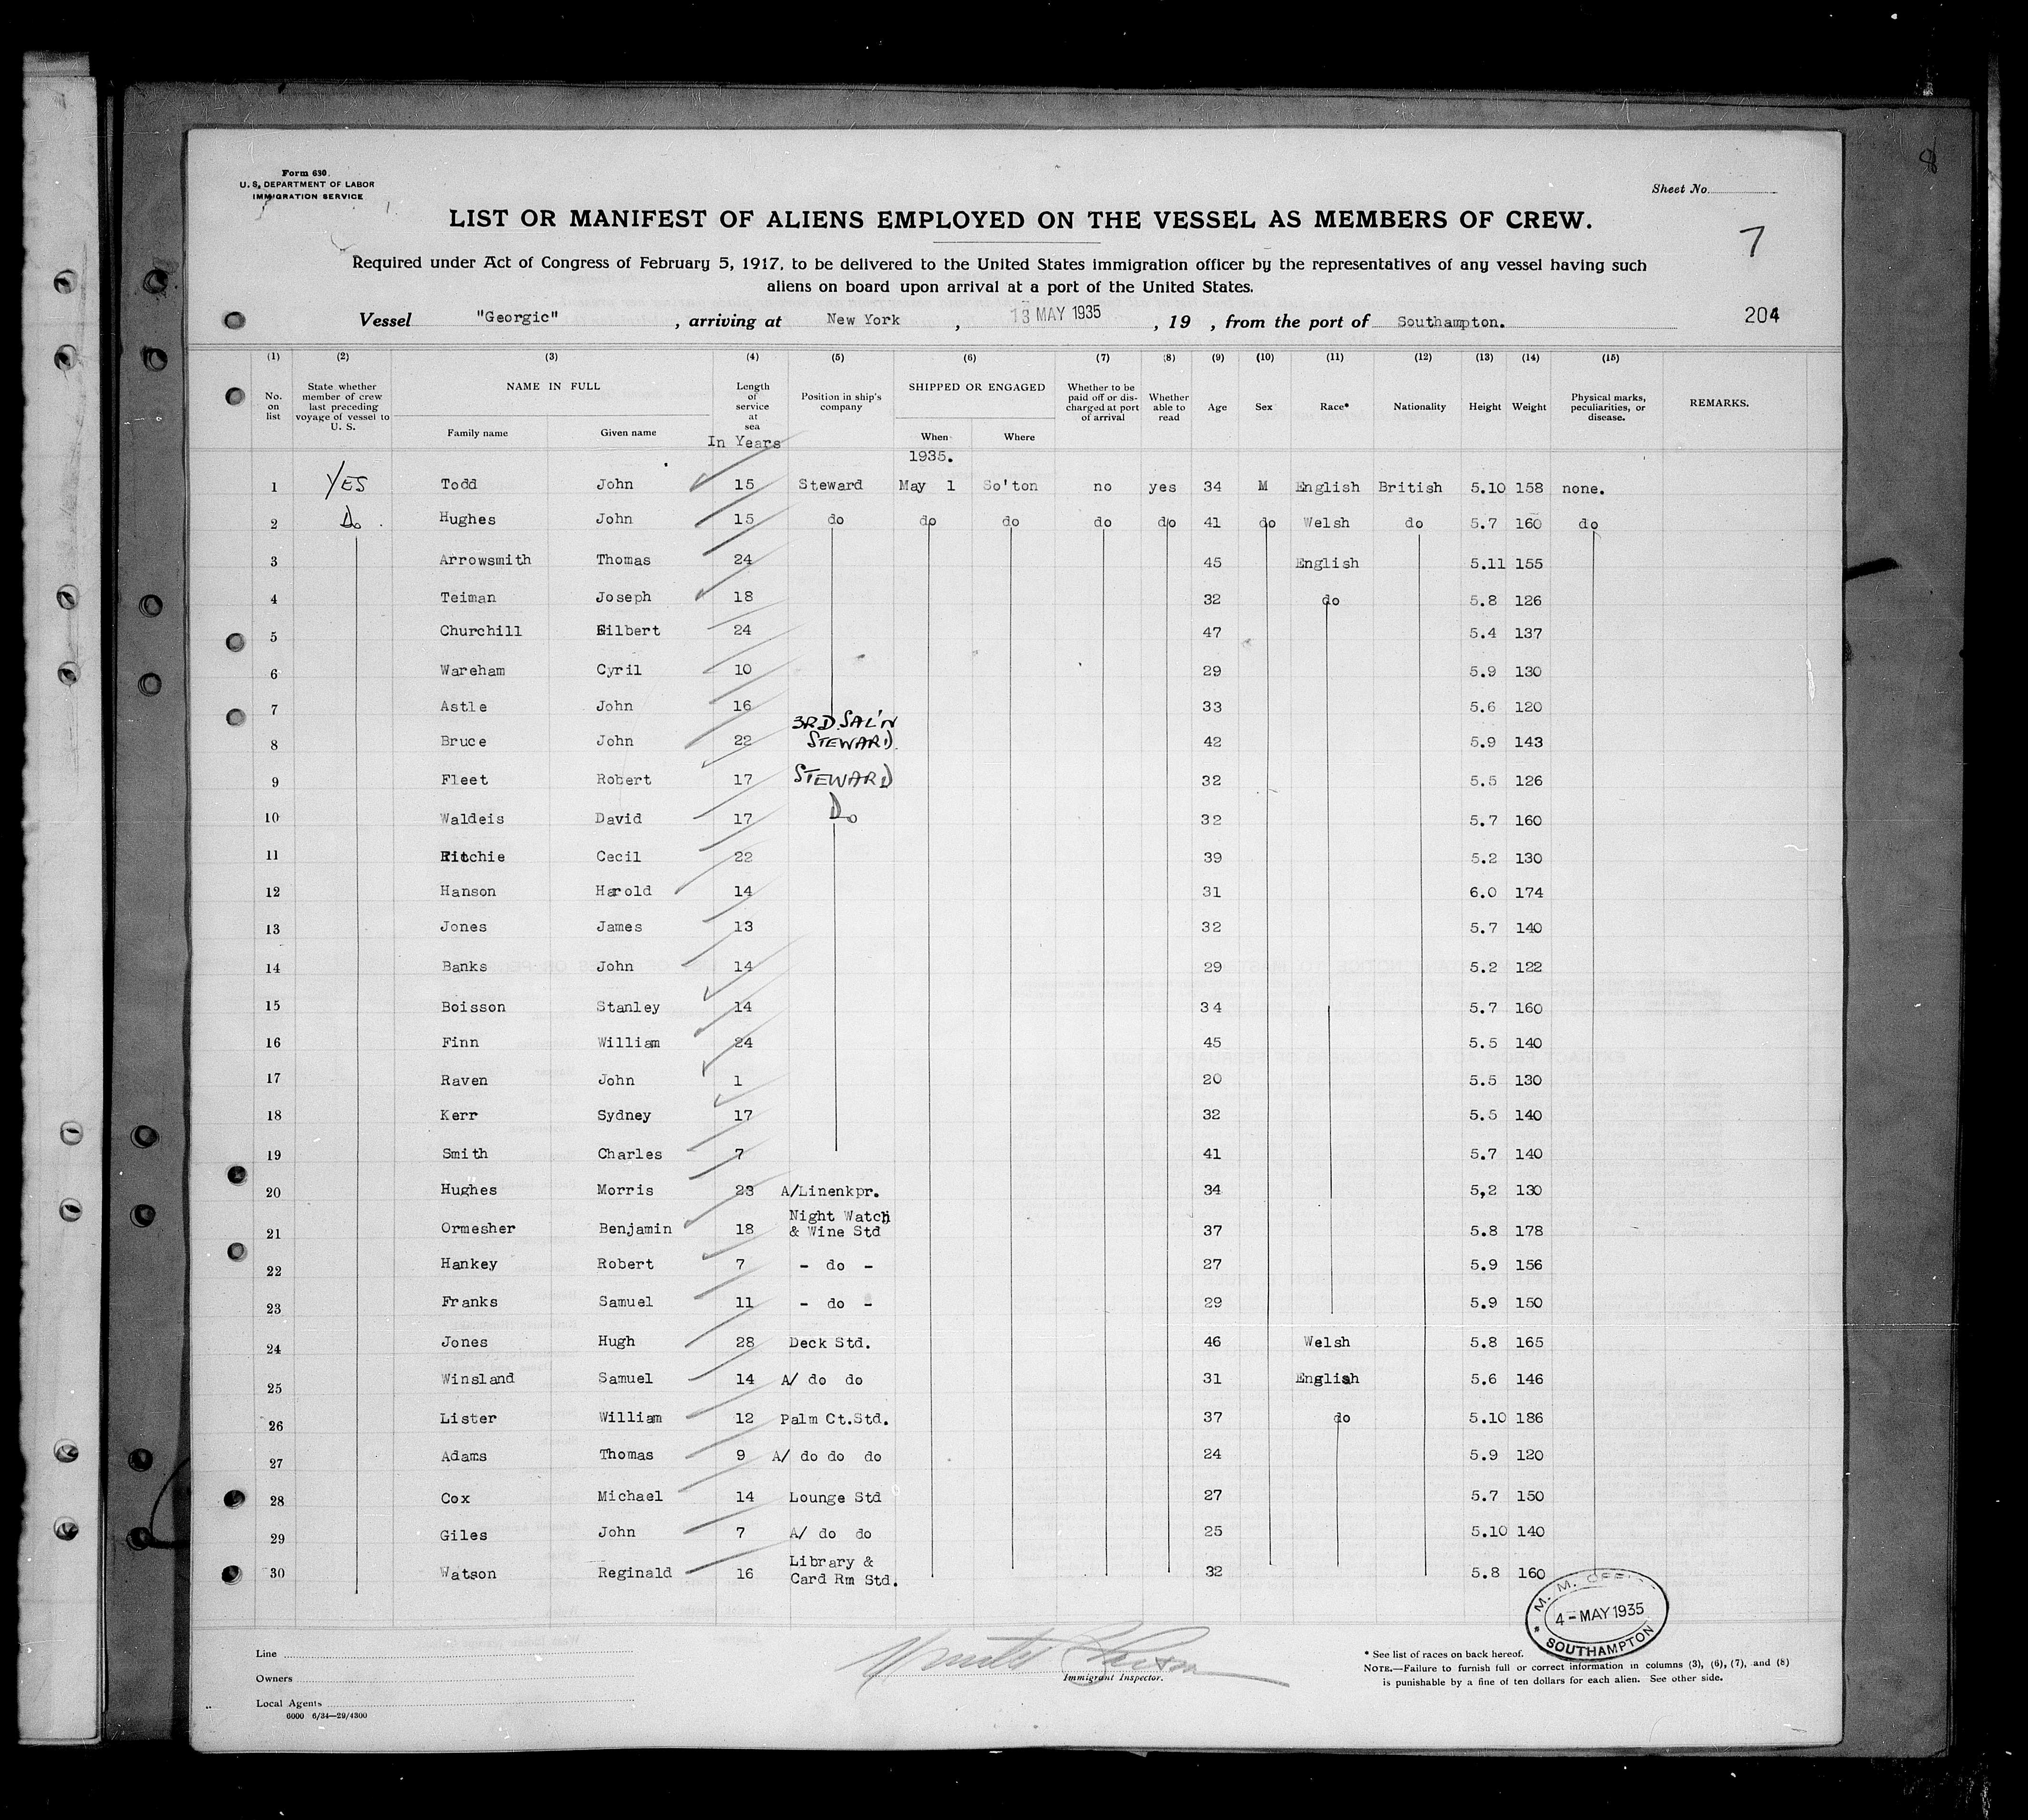 8
Form 630
U. S. DEPARTMENT OF LABOR
IMMIGRATION SERVICE
Sheet No.
LIST OR MANIFEST OF ALIENS EMPLOYED ON THE VESSEL AS MEMBERS OF CREW.
7
Required under Act of Congress of February 5, 1917, to be delivered to the United States immigration officer by the representatives of any vessel having such
aliens on board upon arrival at a port of the United States.
Vessel "Georgic" , arriving at New York , 13 MAY 1935 , 19 , from the port of Southampton. 204
(1) (2) (3) (4) (5) (6) (7) (8) (9) (10) (11) (12) (13) (14) (15)
No. on list State whether member of crew last preceding voyage of vessel to U. S. NAME IN FULL Family name Given name Length of service at sea In Years Position in ship's company SHIPPED OR ENGAGED When Where Whether to be paid off or discharged at port of arrival Whether able to read Age Sex Race* Nationality Height Weight Physical marks, peculiarities, or disease. REMARKS.
1935.
1 YES Todd John 15 Steward May 1 So'ton no yes 34 M English British 5.10 158 none.
2 Do. Hughes John 15 do do do do do 41 do Welsh do 5.7 160 do
3 Arrowsmith Thomas 24 45 English 5.11 155
4 Teiman Joseph 18 32 do 5.8 126
5 Churchill Gilbert 24 47 5.4 137
6 Wareham Cyril 10 29 5.9 130
7 Astle John 16 33 5.6 120
8 Bruce John 22 3RD. SAL'N STEWARD. 42 5.9 143
9 Fleet Robert 17 STEWARD 32 5.5 126
10 Waldeis David 17 Do 32 5.7 160
11 Ritchie Cecil 22 39 5.2 130
12 Hanson Harold 14 31 6.0 174
13 Jones James 13 32 5.7 140
14 Banks John 14 29 5.2 122
15 Boisson Stanley 14 34 5.7 160
16 Finn William 24 45 5.5 140
17 Raven John 1 20 5.5 130
18 Kerr Sydney 17 32 5.5 140
19 Smith Charles 7 41 5.7 140
20 Hughes Morris 23 A/Linenkpr. 34 5,2 130
21 Ormesher Benjamin 18 Night Watch & Wine Std 37 5.8 178
22 Hankey Robert 7 - do - 27 5.9 156
23 Franks Samuel 11 - do - 29 5.9 150
24 Jones Hugh 28 Deck Std. 46 Welsh 5.8 165
25 Winsland Samuel 14 A/ do do 31 English 5.6 146
26 Lister William 12 Palm Ct.Std. 37 do 5.10 186
27 Adams Thomas 9 A/ do do do 24 5.9 120
28 Cox Michael 14 Lounge Std 27 5.7 150
29 Giles John 7 A/ do do 25 5.10 140
30 Watson Reginald 16 Library & Card Rm Std. 32 5.8 160
M. M. OFFICE
4 - MAY 1935
* SOUTHAMPTON
Line
Owners
Local Agents
6000 6/34—29/4300
Immigrant Inspector.
* See list of races on back hereof.
NOTE.—Failure to furnish full or correct information in columns (3), (6), (7), and (8)
is punishable by a fine of ten dollars for each alien. See other side.